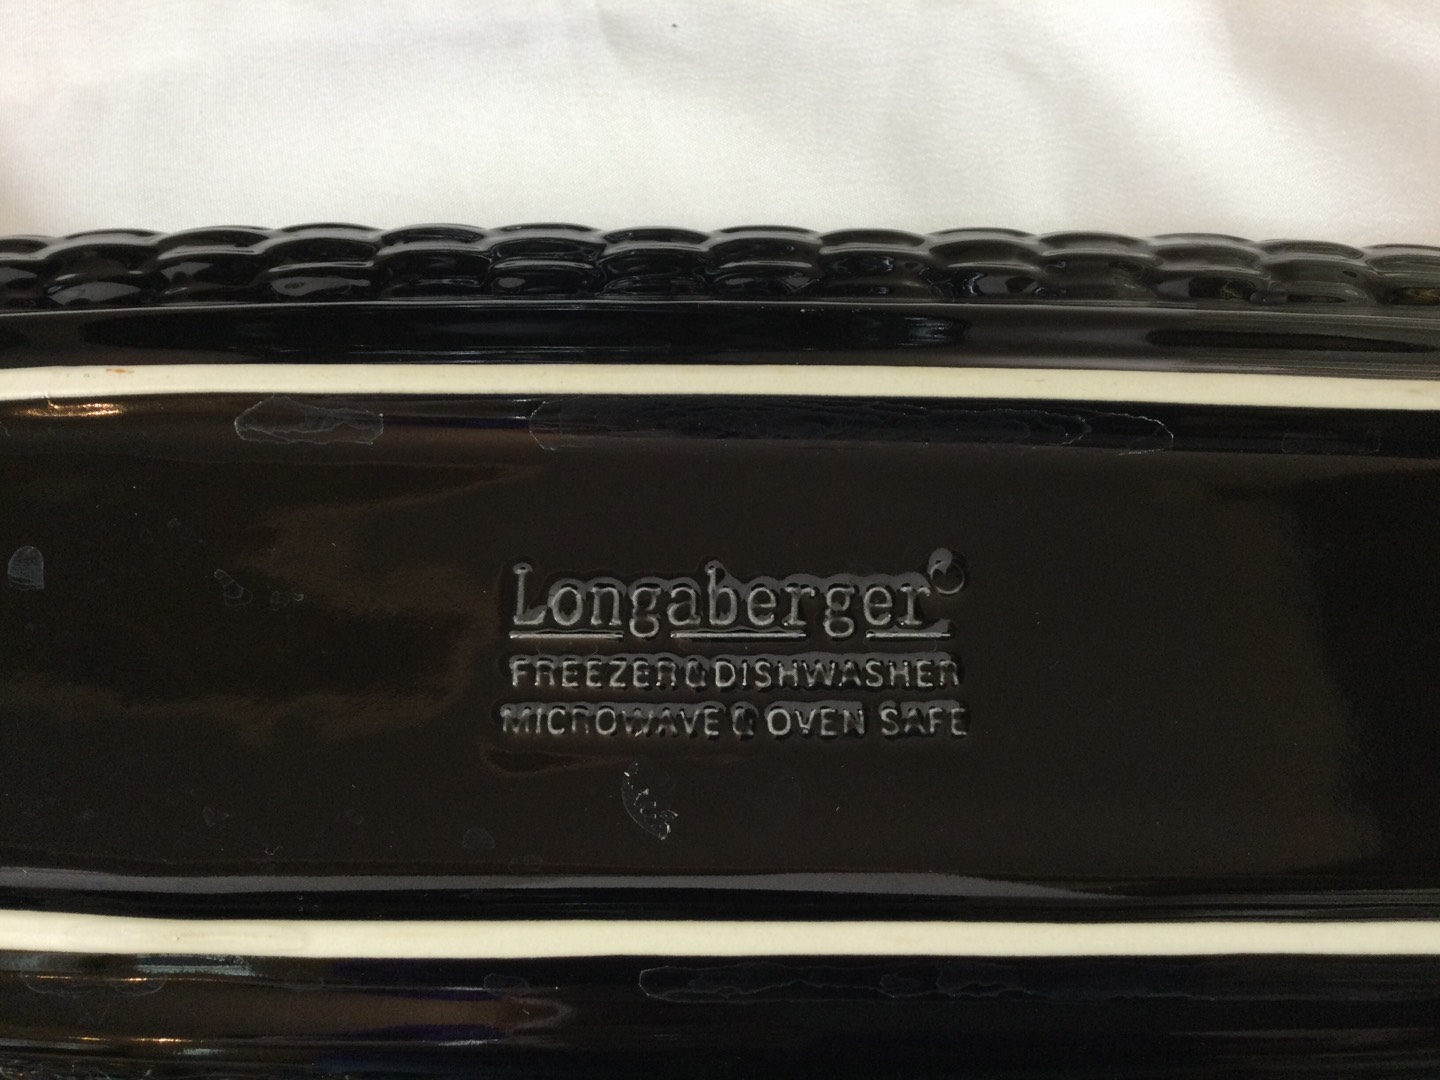 Longaberger®
FREEZER & DISHWASHER
MICROWAVE & OVEN SAFE